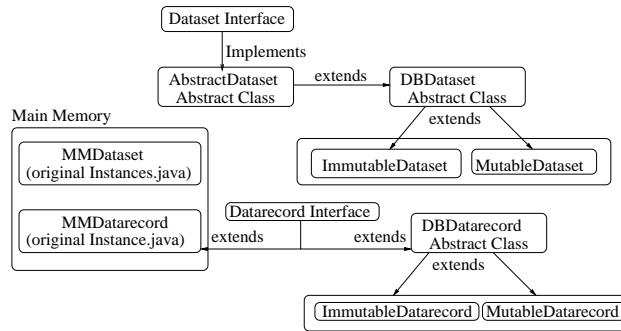 Dataset Interface
Implements
AbstractDataset
Abstract Class
extends
DBDataset
Abstract Class
extends
Main Memory
MMDataset
(original Instances.java)
ImmutableDataset
MutableDataset
MMDatarecord
(original Instance.java)
Datarecord Interface
extends
extends
DBDatarecord
Abstract Class
extends
ImmutableDatarecord
MutableDatarecord